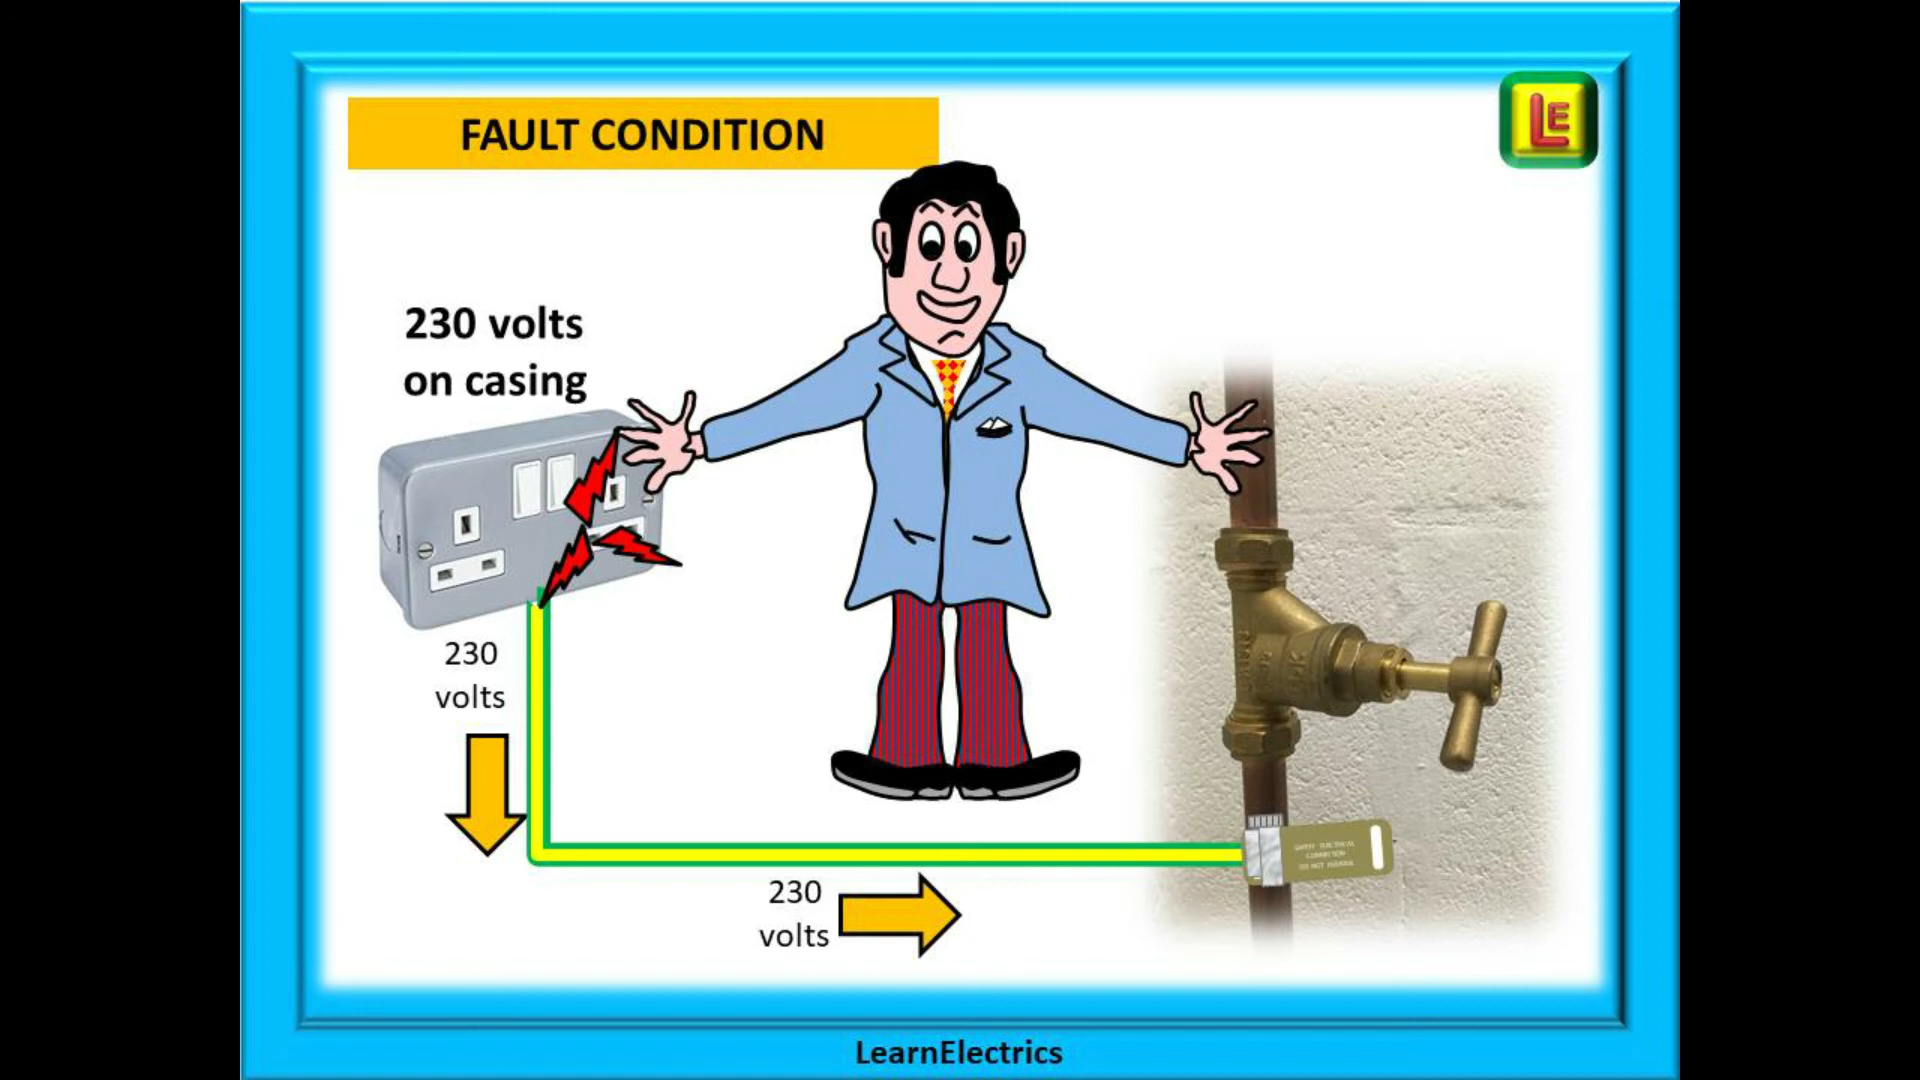 FAULT CONDITION
LE
230 volts
on casing
230
volts
230
volts
LearnElectrics